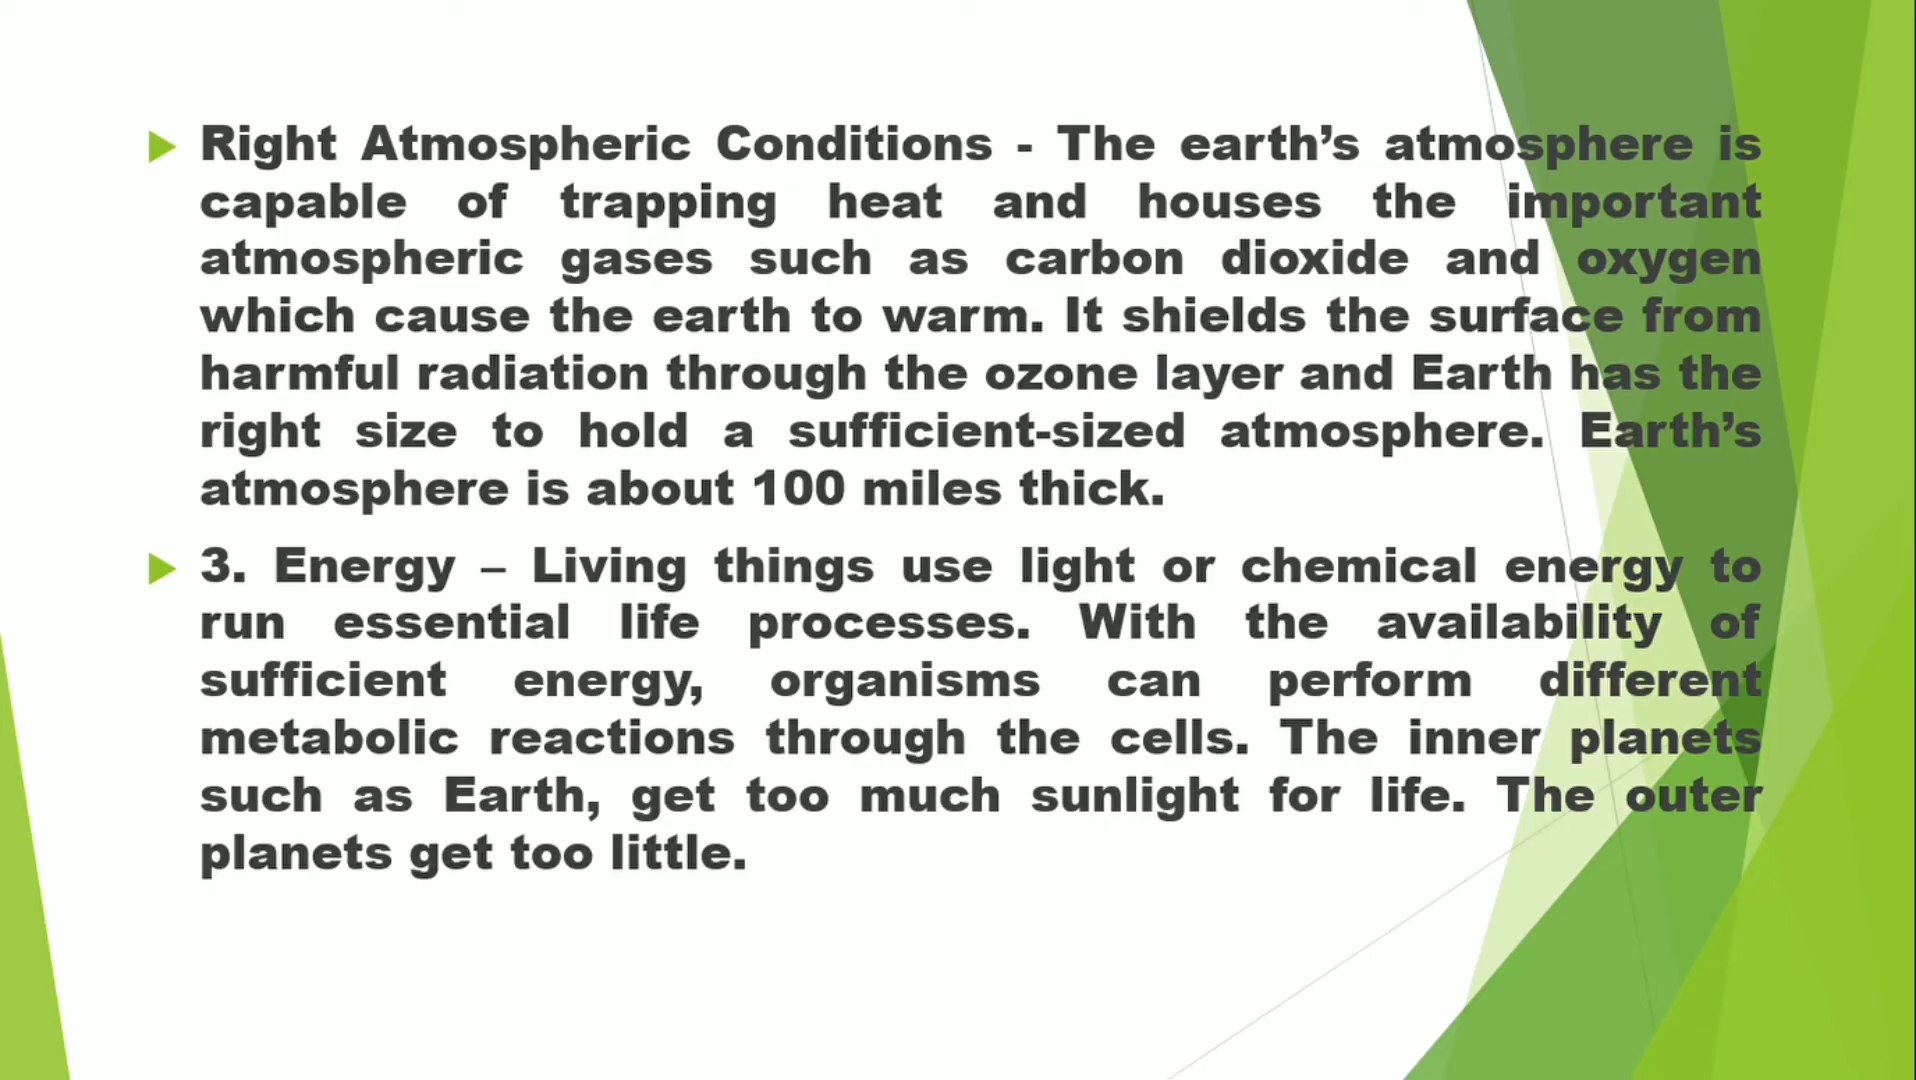 Right Atmospheric Conditions - The earth’s atmosphere is
capable of trapping heat and houses the important
atmospheric gases such as carbon dioxide and oxygen
which cause the earth to warm. It shields the surface from
harmful radiation through the ozone layer and Earth has the
right size to hold a sufficient-sized atmosphere. Earth’s
atmosphere is about 100 miles thick.
3. Energy – Living things use light or chemical energy to
run essential life processes. With the availability of
sufficient energy, organisms can perform different
metabolic reactions through the cells. The inner planets
such as Earth, get too much sunlight for life. The outer
planets get too little.